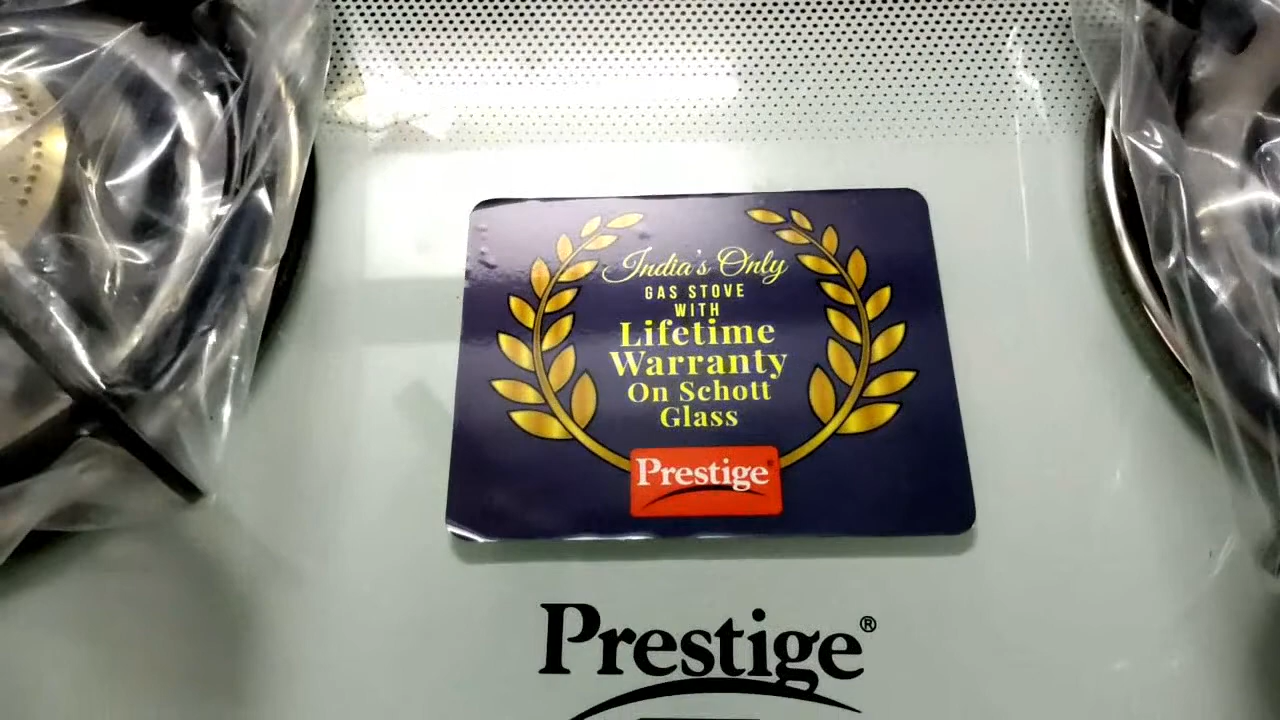 India's Only
GAS STOVE
WITH
Lifetime
Warranty
On Schott
Glass
Prestige
Prestige®